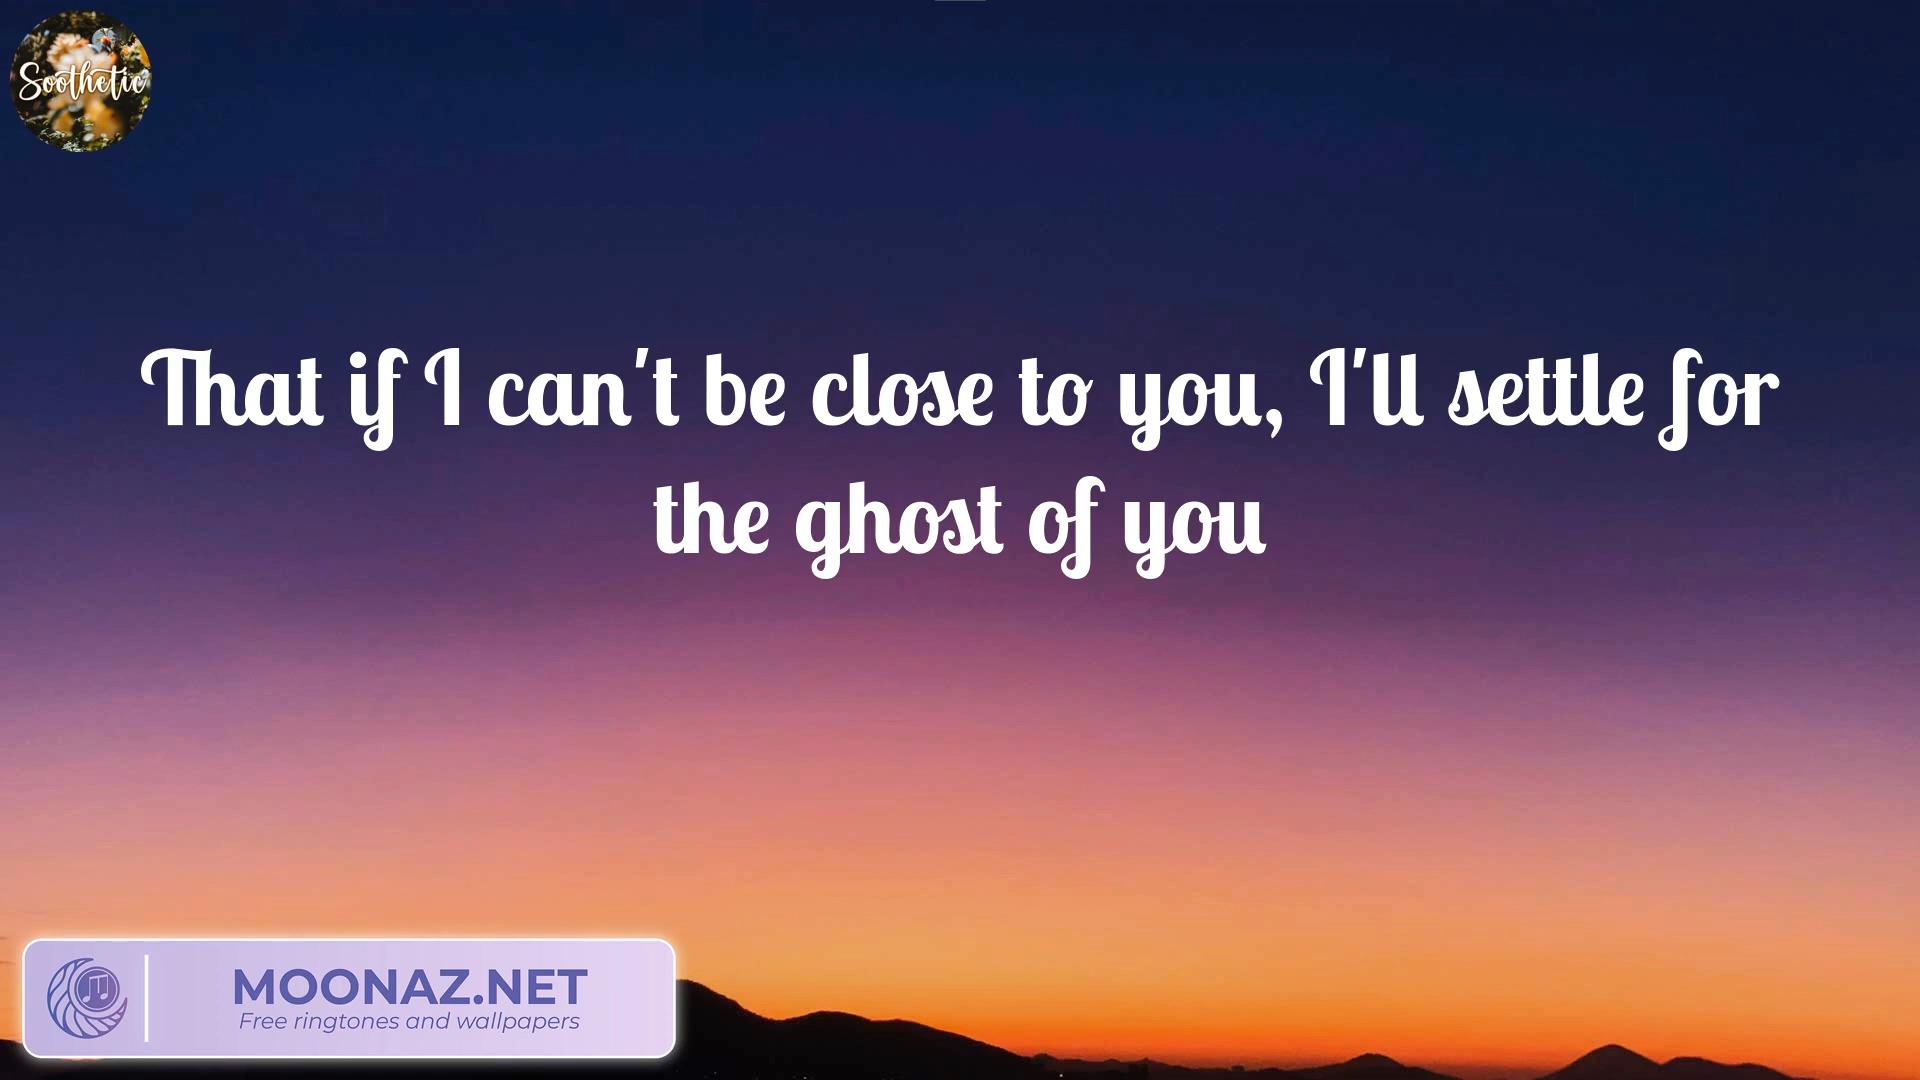 Soothetic
That if I can't be close to you, I'll settle for
the ghost of you
MOONAZ.NET
Free ringtones and wallpapers